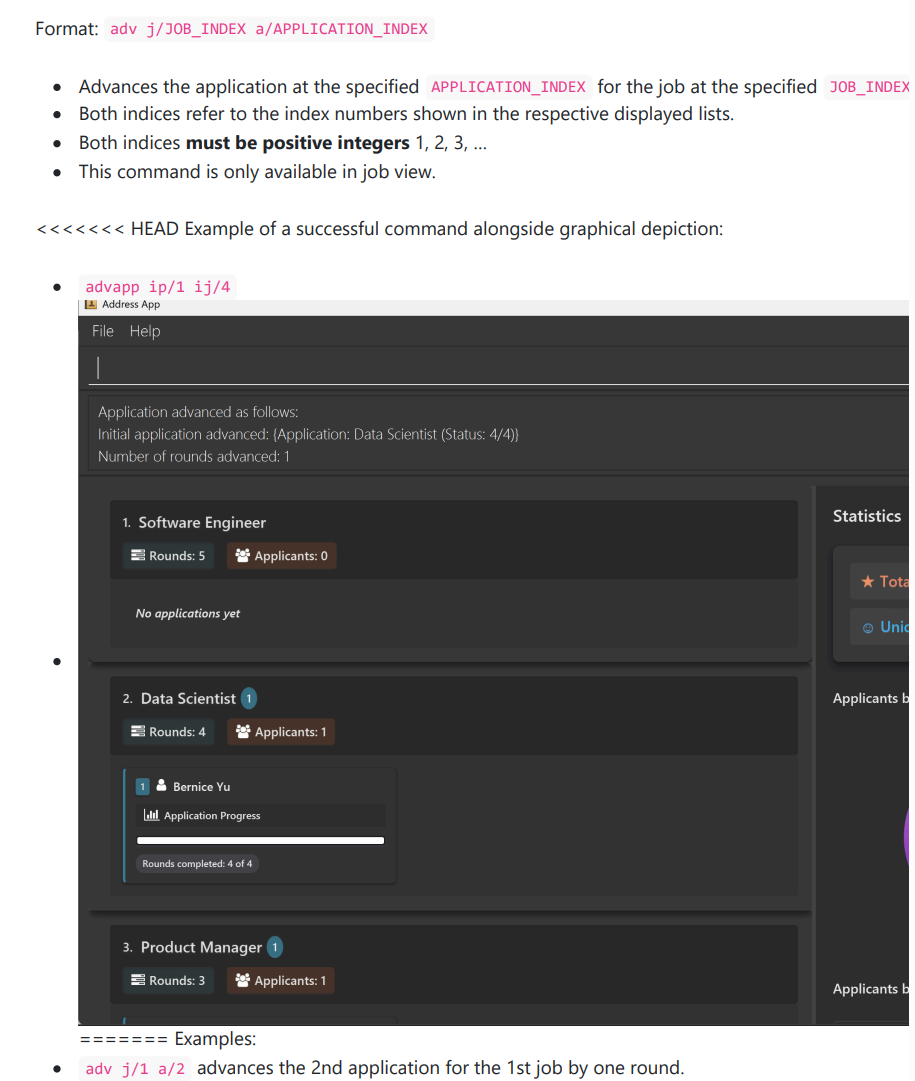 Format: adv j/JOB_INDEX a/APPLICATION_INDEX
Advances the application at the specified APPLICATION_INDEX for the job at the specified JOB_INDEX
Both indices refer to the index numbers shown in the respective displayed lists.
Both indices must be positive integers 1, 2, 3, …
This command is only available in job view.
<<<<<<< HEAD Example of a successful command alongside graphical depiction:
advapp ip/1 ij/4
Address App
File Help
Application advanced as follows:
Initial application advanced: {Application: Data Scientist (Status: 4/4)}
Number of rounds advanced: 1
1. Software Engineer
Rounds: 5 Applicants: 0
No applications yet
Statistics
2. Data Scientist 1
Rounds: 4 Applicants: 1
1 Bernice Yu
Application Progress
Rounds completed: 4 of 4
Applicants
3. Product Manager 1
Rounds: 3 Applicants: 1
Applicants
======= Examples:
adv j/1 a/2 advances the 2nd application for the 1st job by one round.